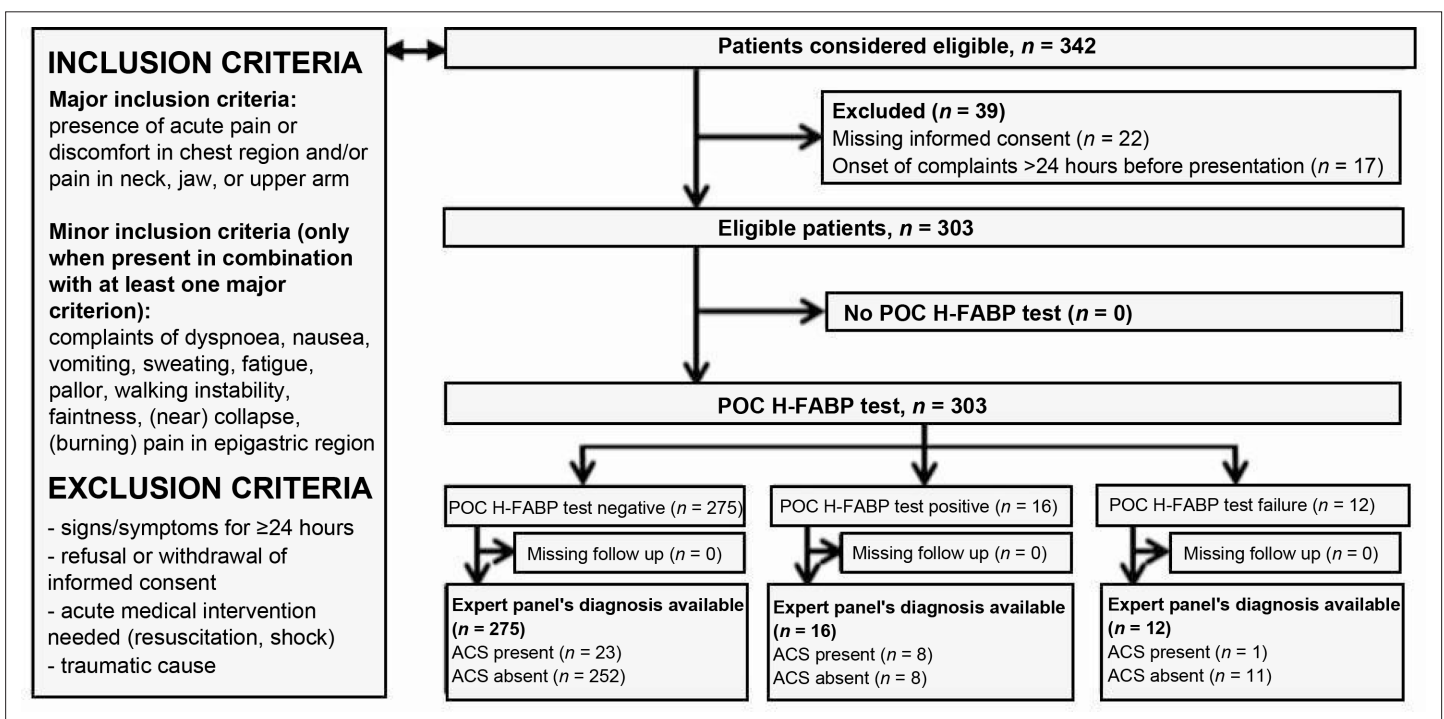 INCLUSION CRITERIA
Major inclusion criteria:
presence of acute pain or
discomfort in chest region and/or
pain in neck, jaw, or upper arm
Minor inclusion criteria (only
when present in combination
with at least one major
criterion):
complaints of dyspnoea, nausea,
vomiting, sweating, fatigue,
pallor, walking instability,
faintness, (near) collapse,
(burning) pain in epigastric region
EXCLUSION CRITERIA
- signs/symptoms for ≥24 hours
- refusal or withdrawal of
informed consent
- acute medical intervention
needed (resuscitation, shock)
- traumatic cause
Patients considered eligible, n = 342
Excluded (n = 39)
Missing informed consent (n = 22)
Onset of complaints >24 hours before presentation (n = 17)
Eligible patients, n = 303
No POC H-FABP test (n = 0)
POC H-FABP test, n = 303
POC H-FABP test negative (n = 275)
Missing follow up (n = 0)
Expert panel's diagnosis available
(n = 275)
ACS present (n = 23)
ACS absent (n = 252)
POC H-FABP test positive (n = 16)
Missing follow up (n = 0)
Expert panel's diagnosis available
(n = 16)
ACS present (n = 8)
ACS absent (n = 8)
POC H-FABP test failure (n = 12)
Missing follow up (n = 0)
Expert panel's diagnosis available
(n = 12)
ACS present (n = 1)
ACS absent (n = 11)